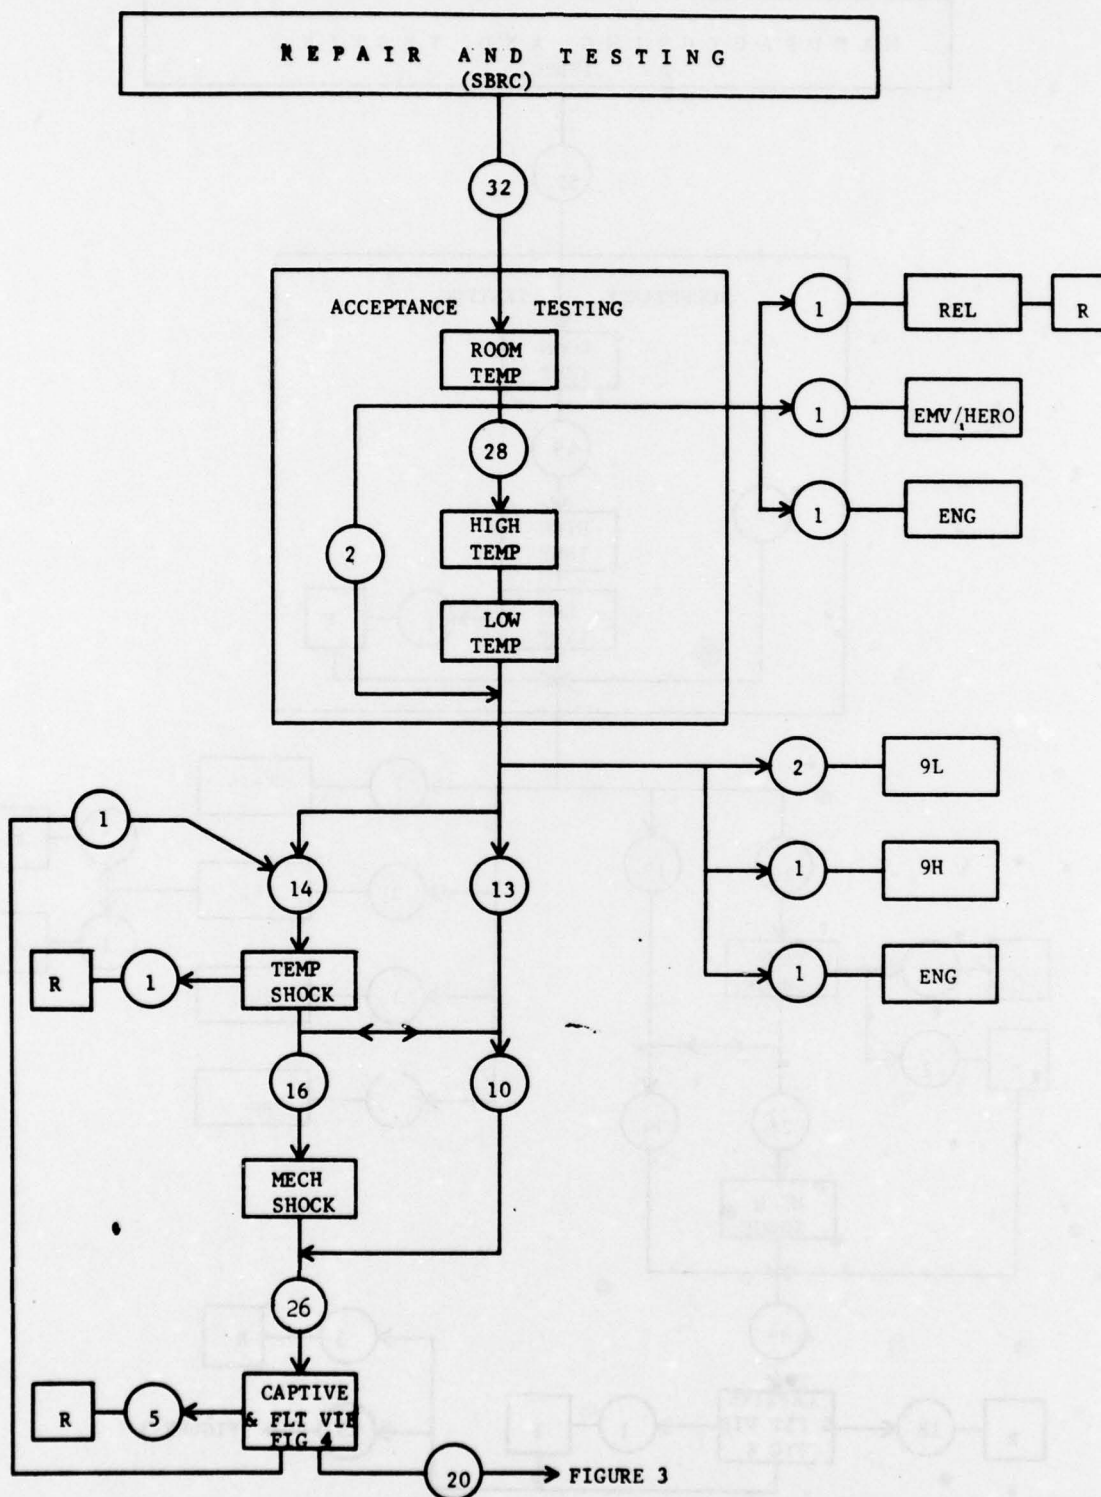 REPAIR AND TESTING
(SBRC)
32
ACCEPTANCE TESTING
ROOM
TEMP
28
HIGH
TEMP
2
LOW
TEMP
1 REL R
1 EMV/HERO
1 ENG
2 9L
1 9H
1 ENG
1
14
13
R 1 TEMP
SHOCK
16
10
MECH
SHOCK
26
R 5 CAPTIVE
& FLT VIB
FIG 4
20 FIGURE 3